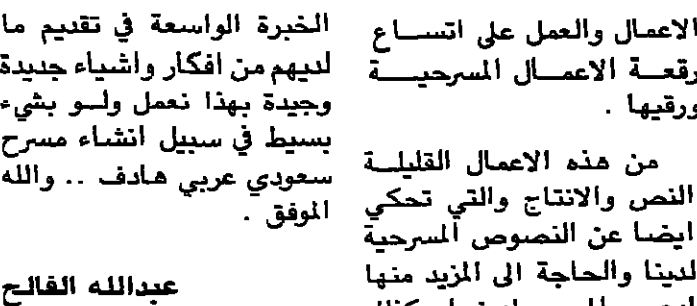 الاعمال والعمل على اتساع
رقعة الاعمال المسرحية
ورقيها .
من هذه الاعمال القليلة
النص والانتاج والتي تحكي
ايضا عن النصوص المسرحية
لدينا والحاجة الى المزيد منها
الخبرة الواسعة في تقديم ما
لديهم من افكار واشياء جديدة
وجيدة بهذا نعمل ولو بشيء
بسيط في سبيل انشاء مسرح
سعودي عربي هادف .. والله
الموفق .
عبدالله الفالح